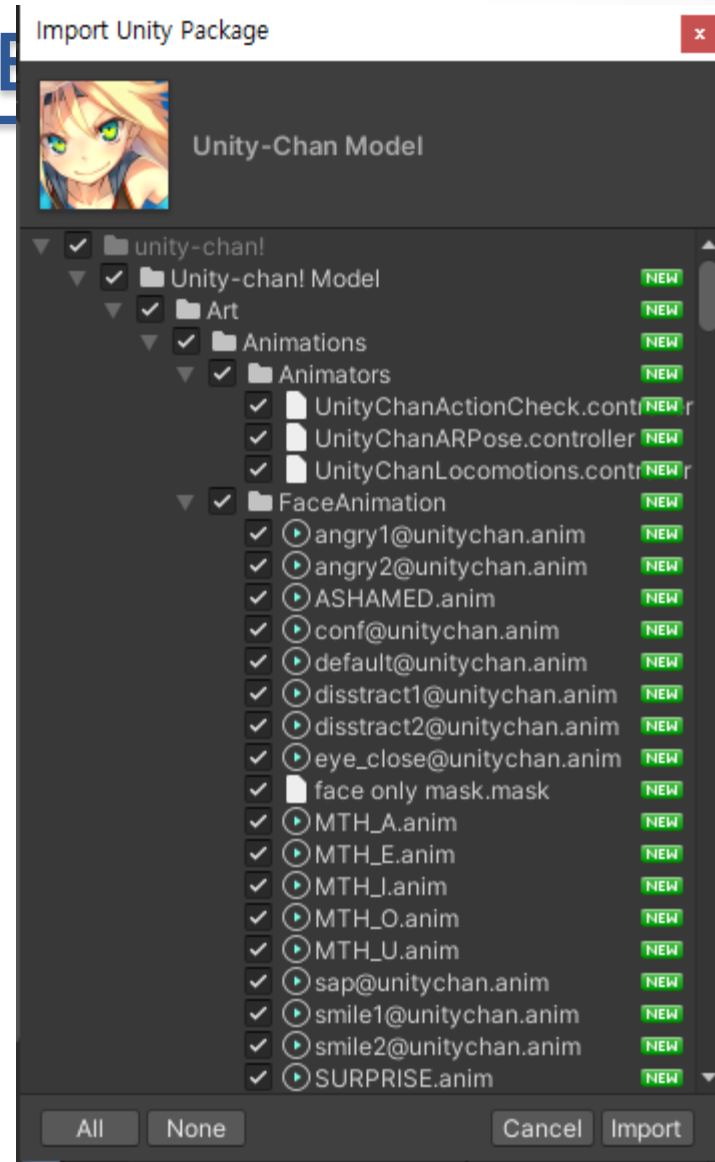 Import Unity Package
x
E
Unity-Chan Model
unity-chan!
Unity-chan! Model NEW
Art NEW
Animations NEW
Animators NEW
UnityChanActionCheck.contr NEW r
UnityChanARPose.controller NEW
UnityChanLocomotions.contr NEW r
FaceAnimation NEW
angry1@unitychan.anim NEW
angry2@unitychan.anim NEW
ASHAMED.anim NEW
conf@unitychan.anim NEW
default@unitychan.anim NEW
disstract1@unitychan.anim NEW
disstract2@unitychan.anim NEW
eye_close@unitychan.anim NEW
face only mask.mask NEW
MTH_A.anim NEW
MTH_E.anim NEW
MTH_I.anim NEW
MTH_O.anim NEW
MTH_U.anim NEW
sap@unitychan.anim NEW
smile1@unitychan.anim NEW
smile2@unitychan.anim NEW
SURPRISE.anim NEW
All None Cancel Import